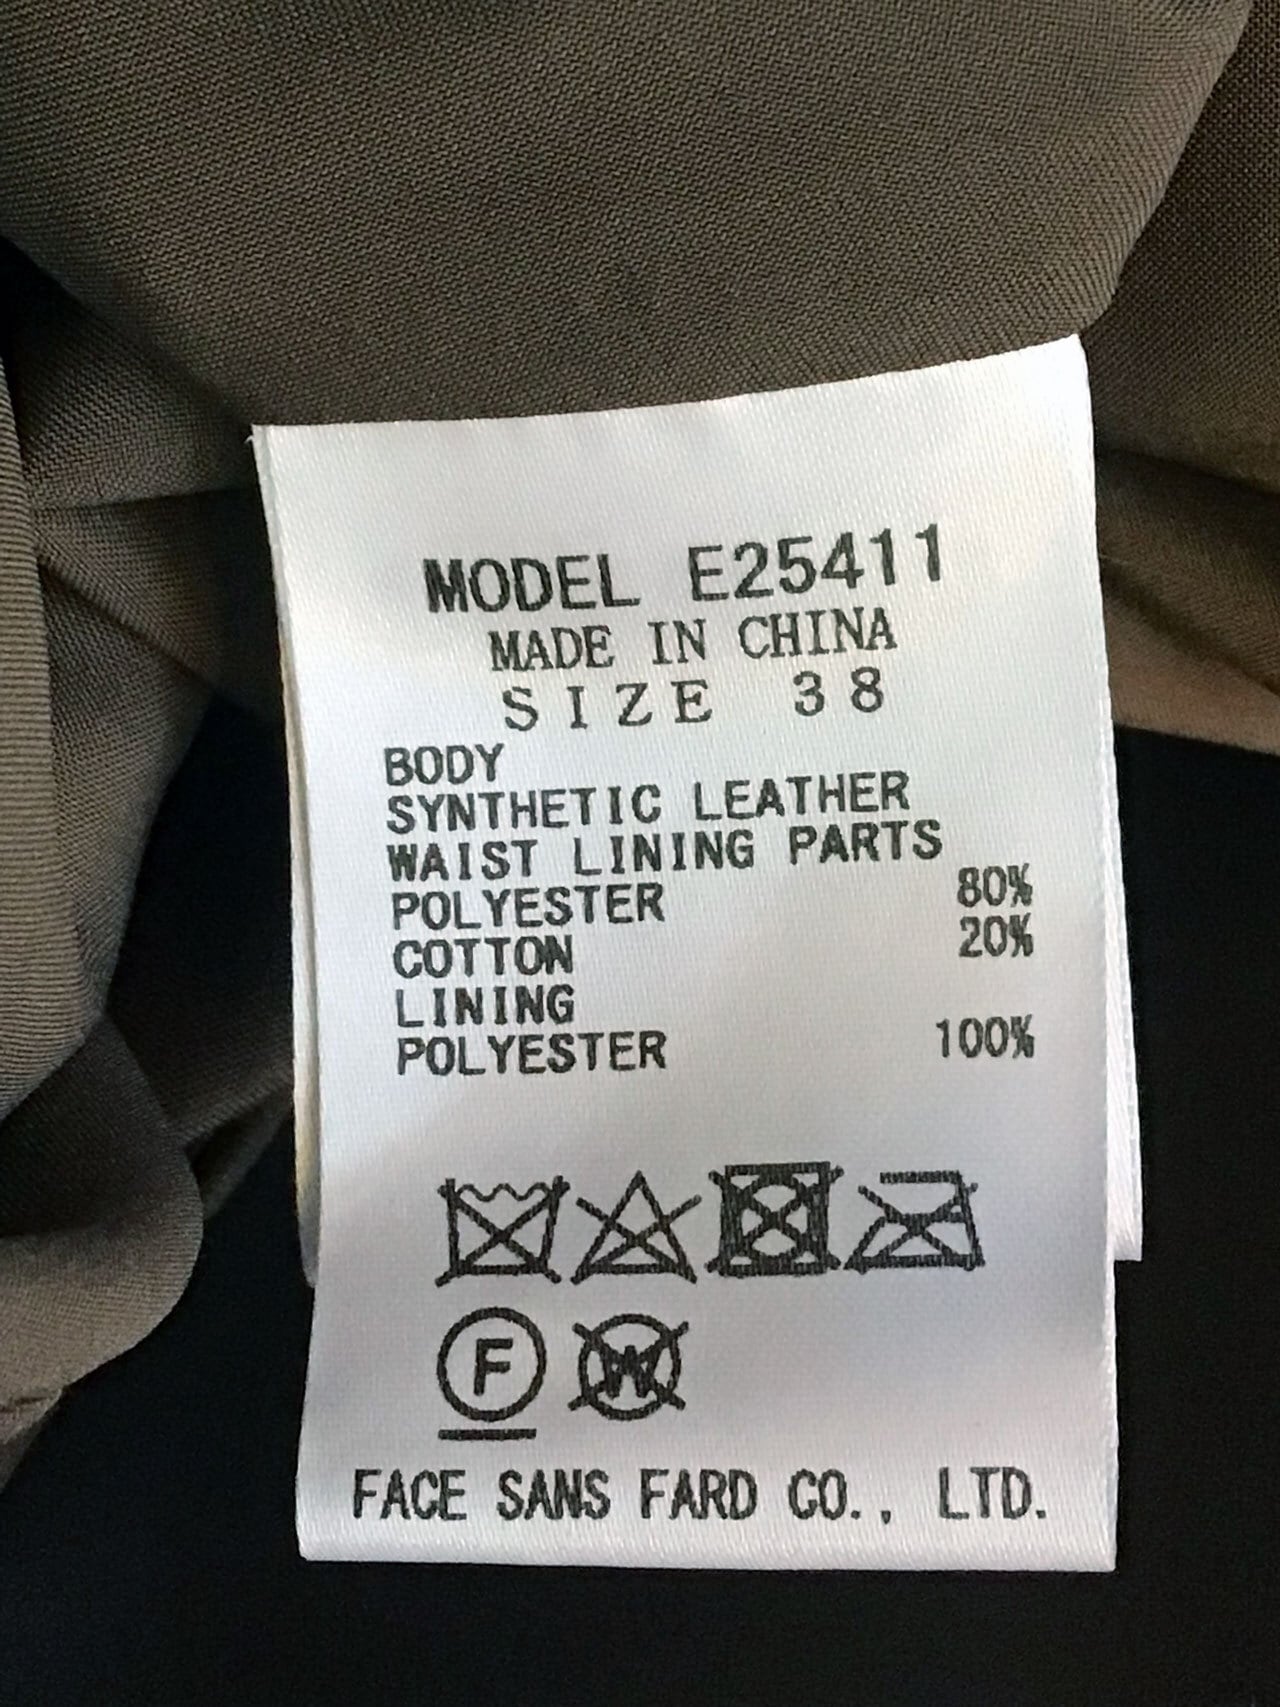 MODEL E25411
MADE IN CHINA
SIZE 38
BODY
SYNTHETIC LEATHER
WAIST LINING PARTS
POLYESTER 80%
COTTON 20%
LINING
POLYESTER 100%
F W
FACE SANS FARD CO., LTD.